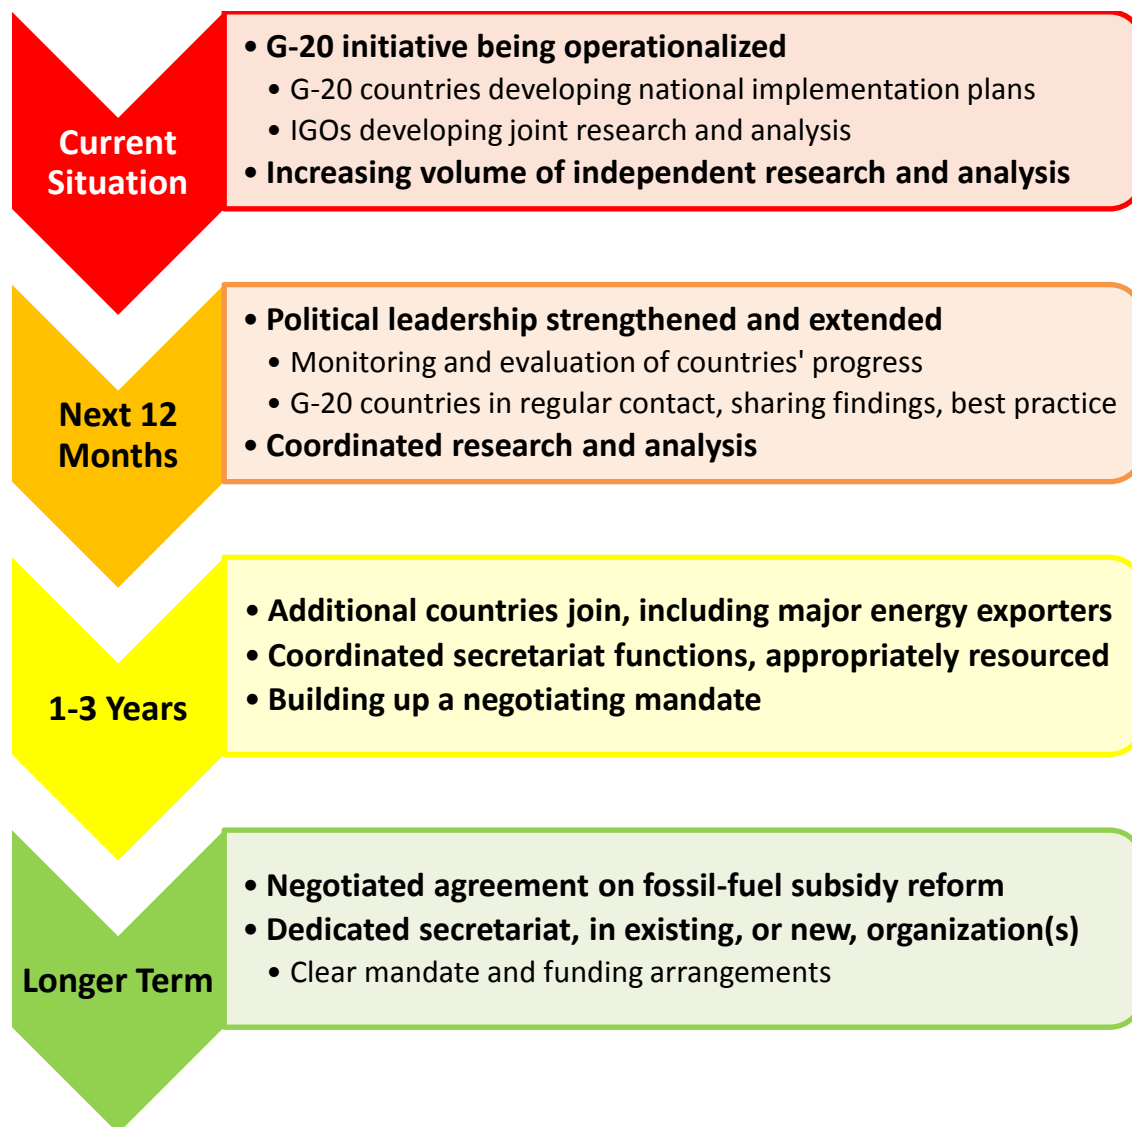 Current
Situation
• G-20 initiative being operationalized
• G-20 countries developing national implementation plans
• IGOs developing joint research and analysis
• Increasing volume of independent research and analysis
Next 12
Months
• Political leadership strengthened and extended
• Monitoring and evaluation of countries' progress
• G-20 countries in regular contact, sharing findings, best practice
• Coordinated research and analysis
1-3 Years
• Additional countries join, including major energy exporters
• Coordinated secretariat functions, appropriately resourced
• Building up a negotiating mandate
Longer Term
• Negotiated agreement on fossil-fuel subsidy reform
• Dedicated secretariat, in existing, or new, organization(s)
• Clear mandate and funding arrangements